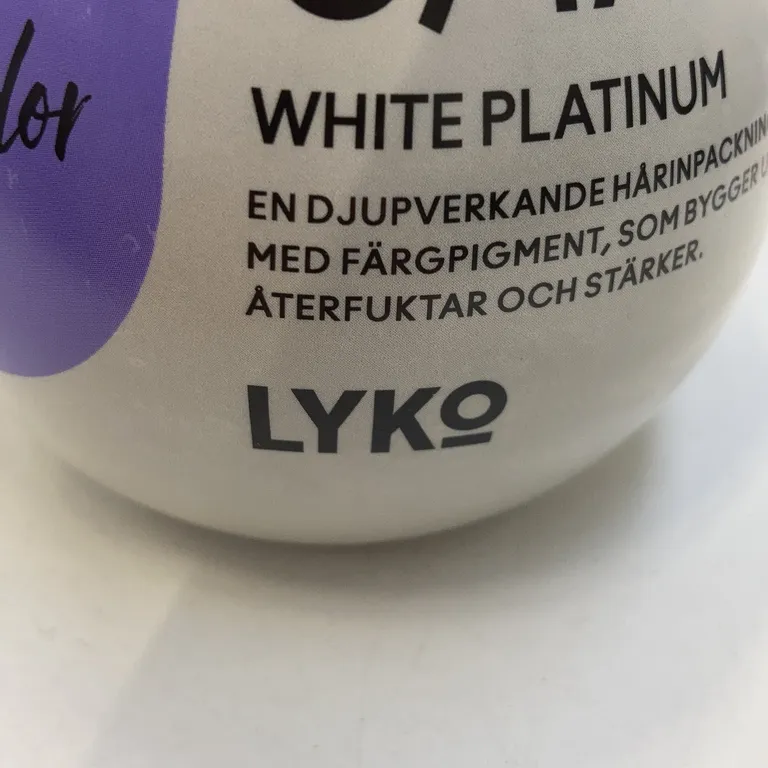 WHITE PLATINUM
EN DJUPVERKANDE HÅRINPACKNING
MED FÄRGPIGMENT, SOM BYGGER
ÅTERFUKTAR OCH STÄRKER.
LYKO